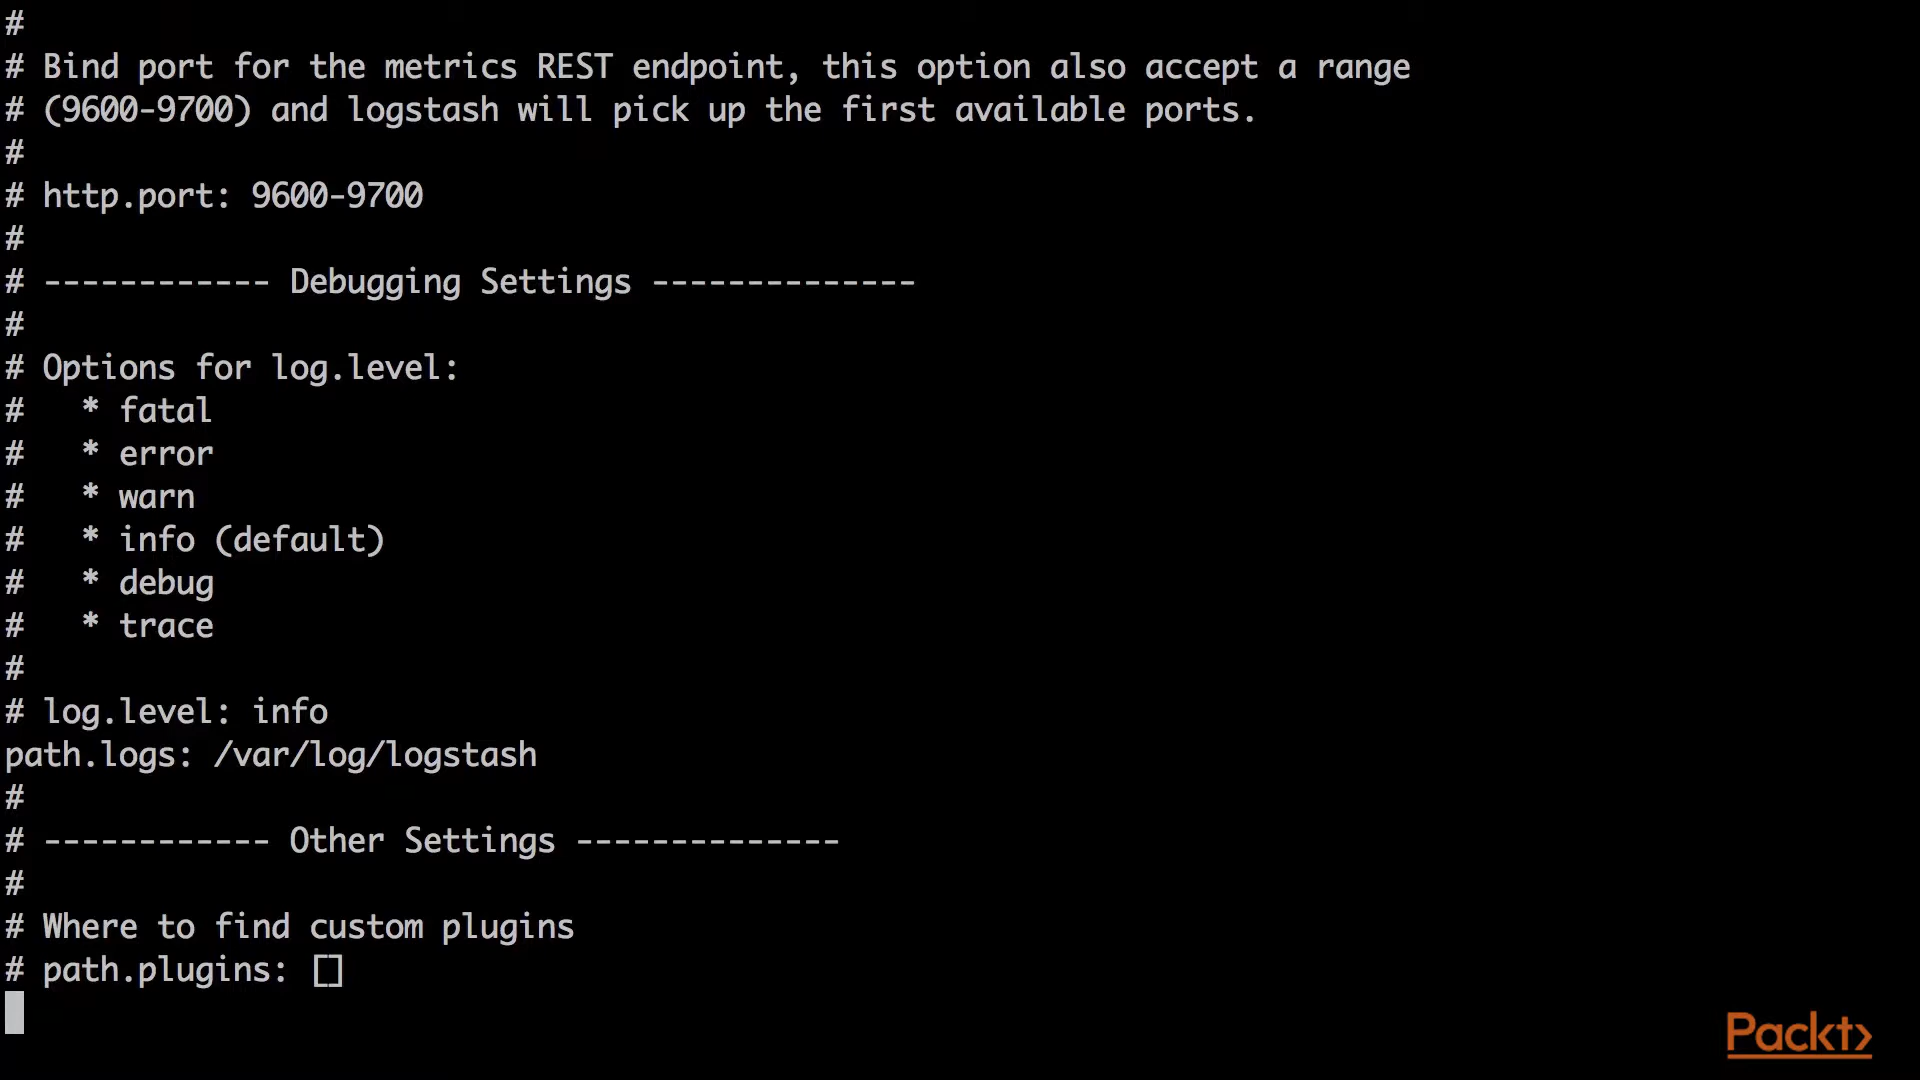 #
# Bind port for the metrics REST endpoint, this option also accept a range
# (9600-9700) and logstash will pick up the first available ports.
#
# http.port: 9600-9700
#
# ------------ Debugging Settings --------------
#
# Options for log.level:
#   * fatal
#   * error
#   * warn
#   * info (default)
#   * debug
#   * trace
#
# log.level: info
path.logs: /var/log/logstash
#
# ------------ Other Settings --------------
#
# Where to find custom plugins
# path.plugins: []
Packt>